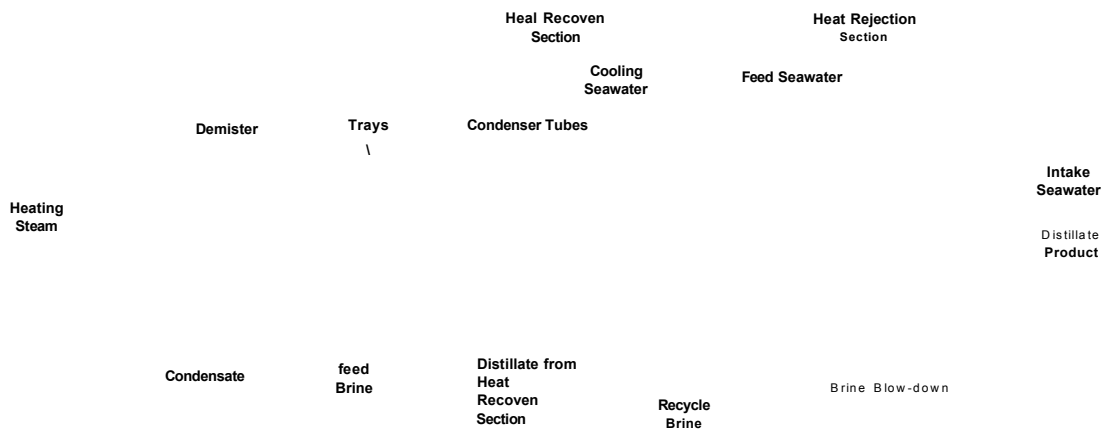 Heal Recoven
Section
Heat Rejection
Section
Cooling
Seawater
Feed Seawater
Demister
Trays
\
Condenser Tubes
Intake
Seawater
Heating
Steam
Distillate
Product
Condensate
feed
Brine
Distillate from
Heat
Recoven
Section
Recycle
Brine
Brine Blow-down